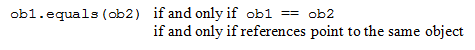 ob1.equals(ob2) if and only if ob1 == ob2
if and only if references point to the same object